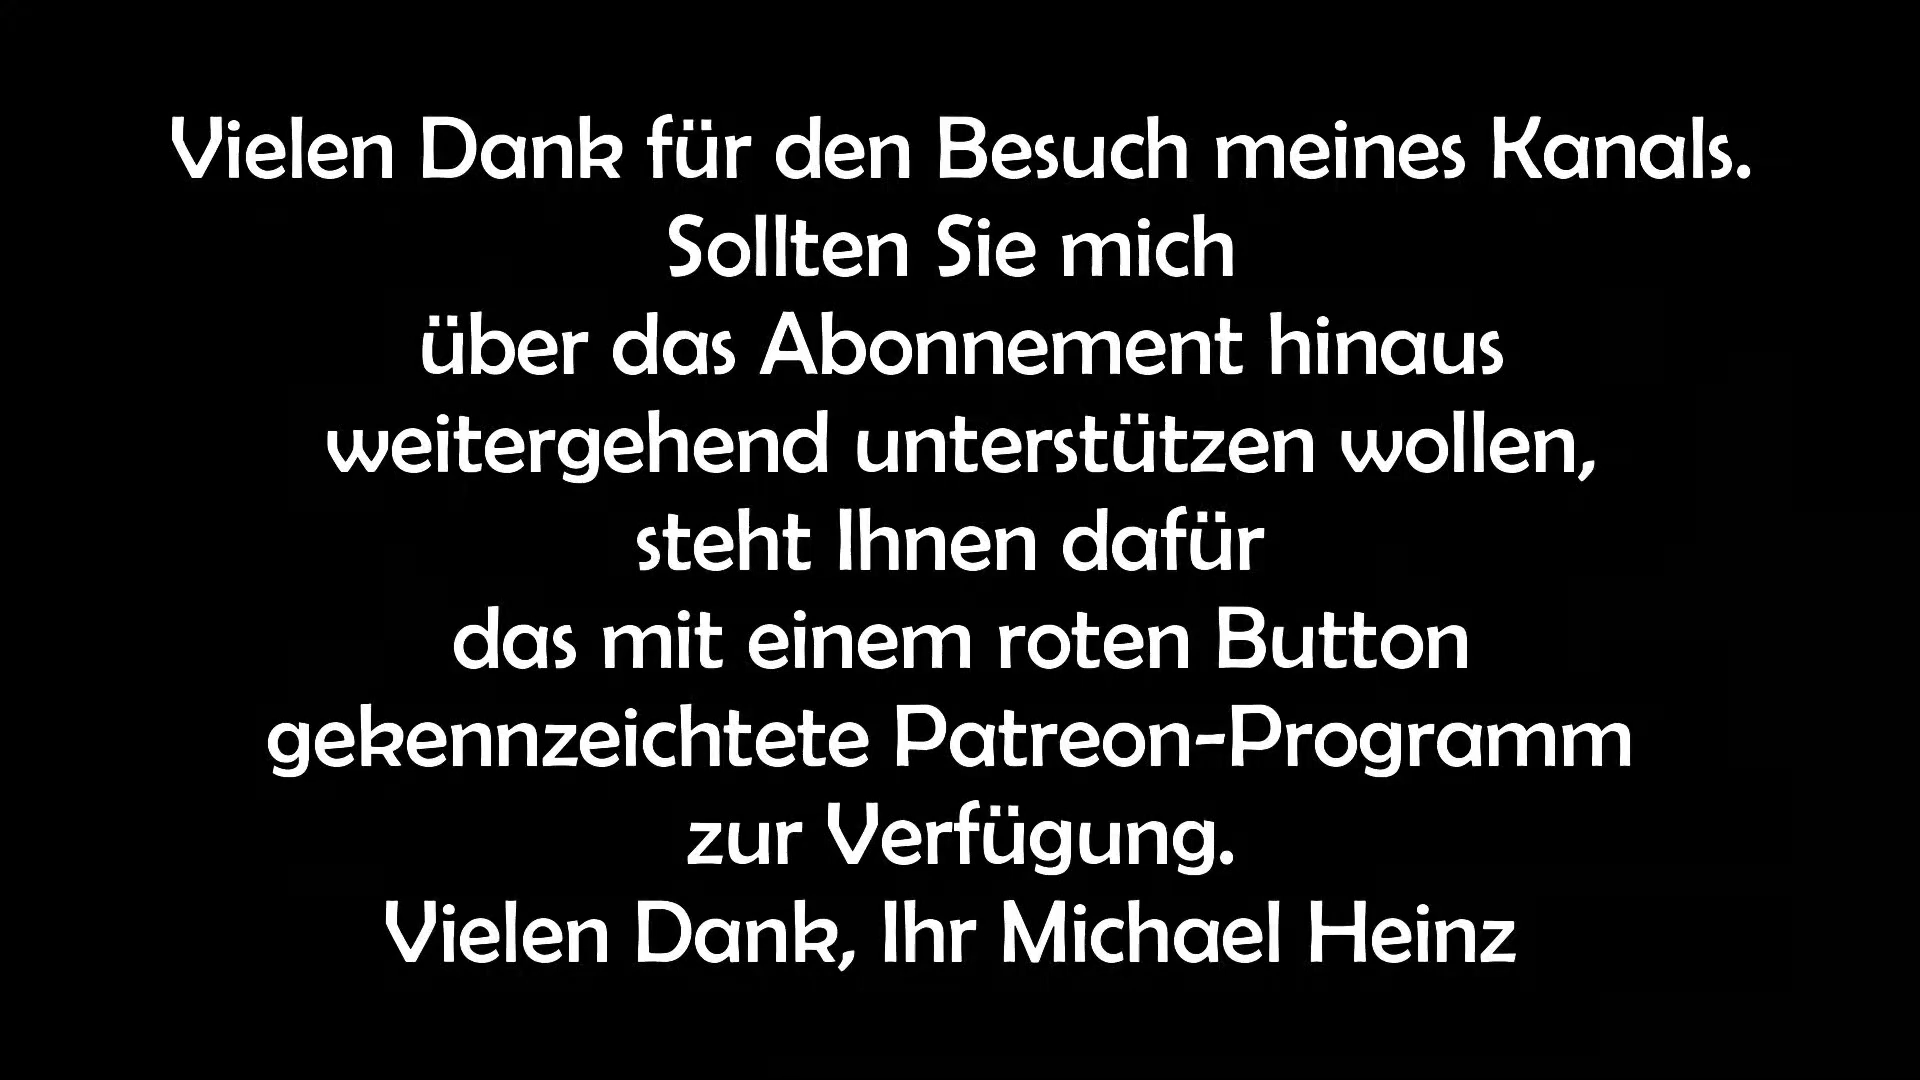 Vielen Dank für den Besuch meines Kanals.
Sollten Sie mich
über das Abonnement hinaus
weitergehend unterstützen wollen,
steht Ihnen dafür
das mit einem roten Button
gekennzeichtete Patreon-Programm
zur Verfügung.
Vielen Dank, Ihr Michael Heinz